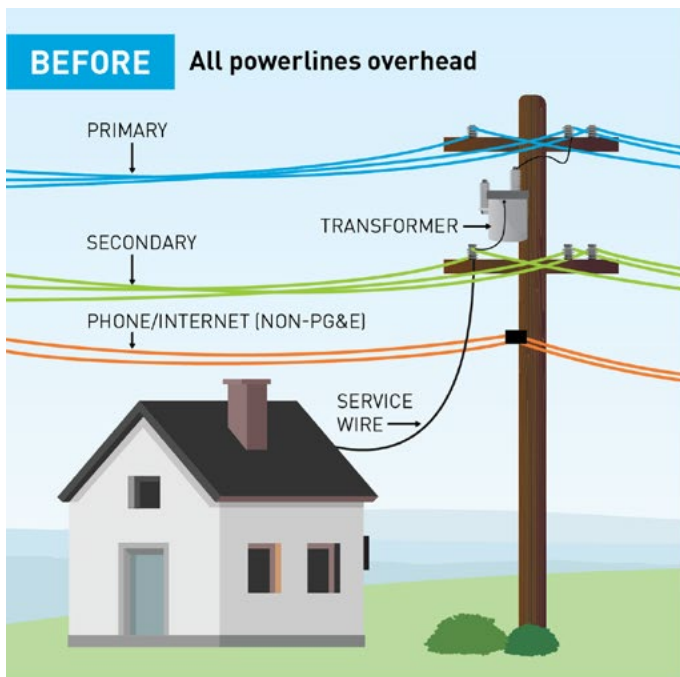 BEFORE
All powerlines overhead
PRIMARY
TRANSFORMER
SECONDARY
PHONE/INTERNET (NON-PG&E)
SERVICE
WIRE